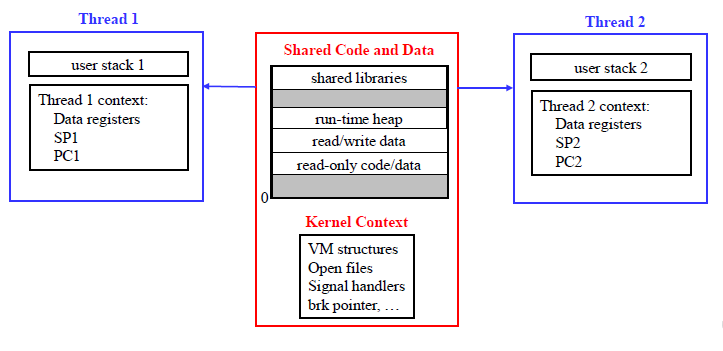 Thread 1
user stack 1
Thread 1 context:
Data registers
SP1
PC1
Shared Code and Data
shared libraries
run-time heap
read/write data
read-only code/data
0
Kernel Context
VM structures
Open files
Signal handlers
brk pointer, …
Thread 2
user stack 2
Thread 2 context:
Data registers
SP2
PC2